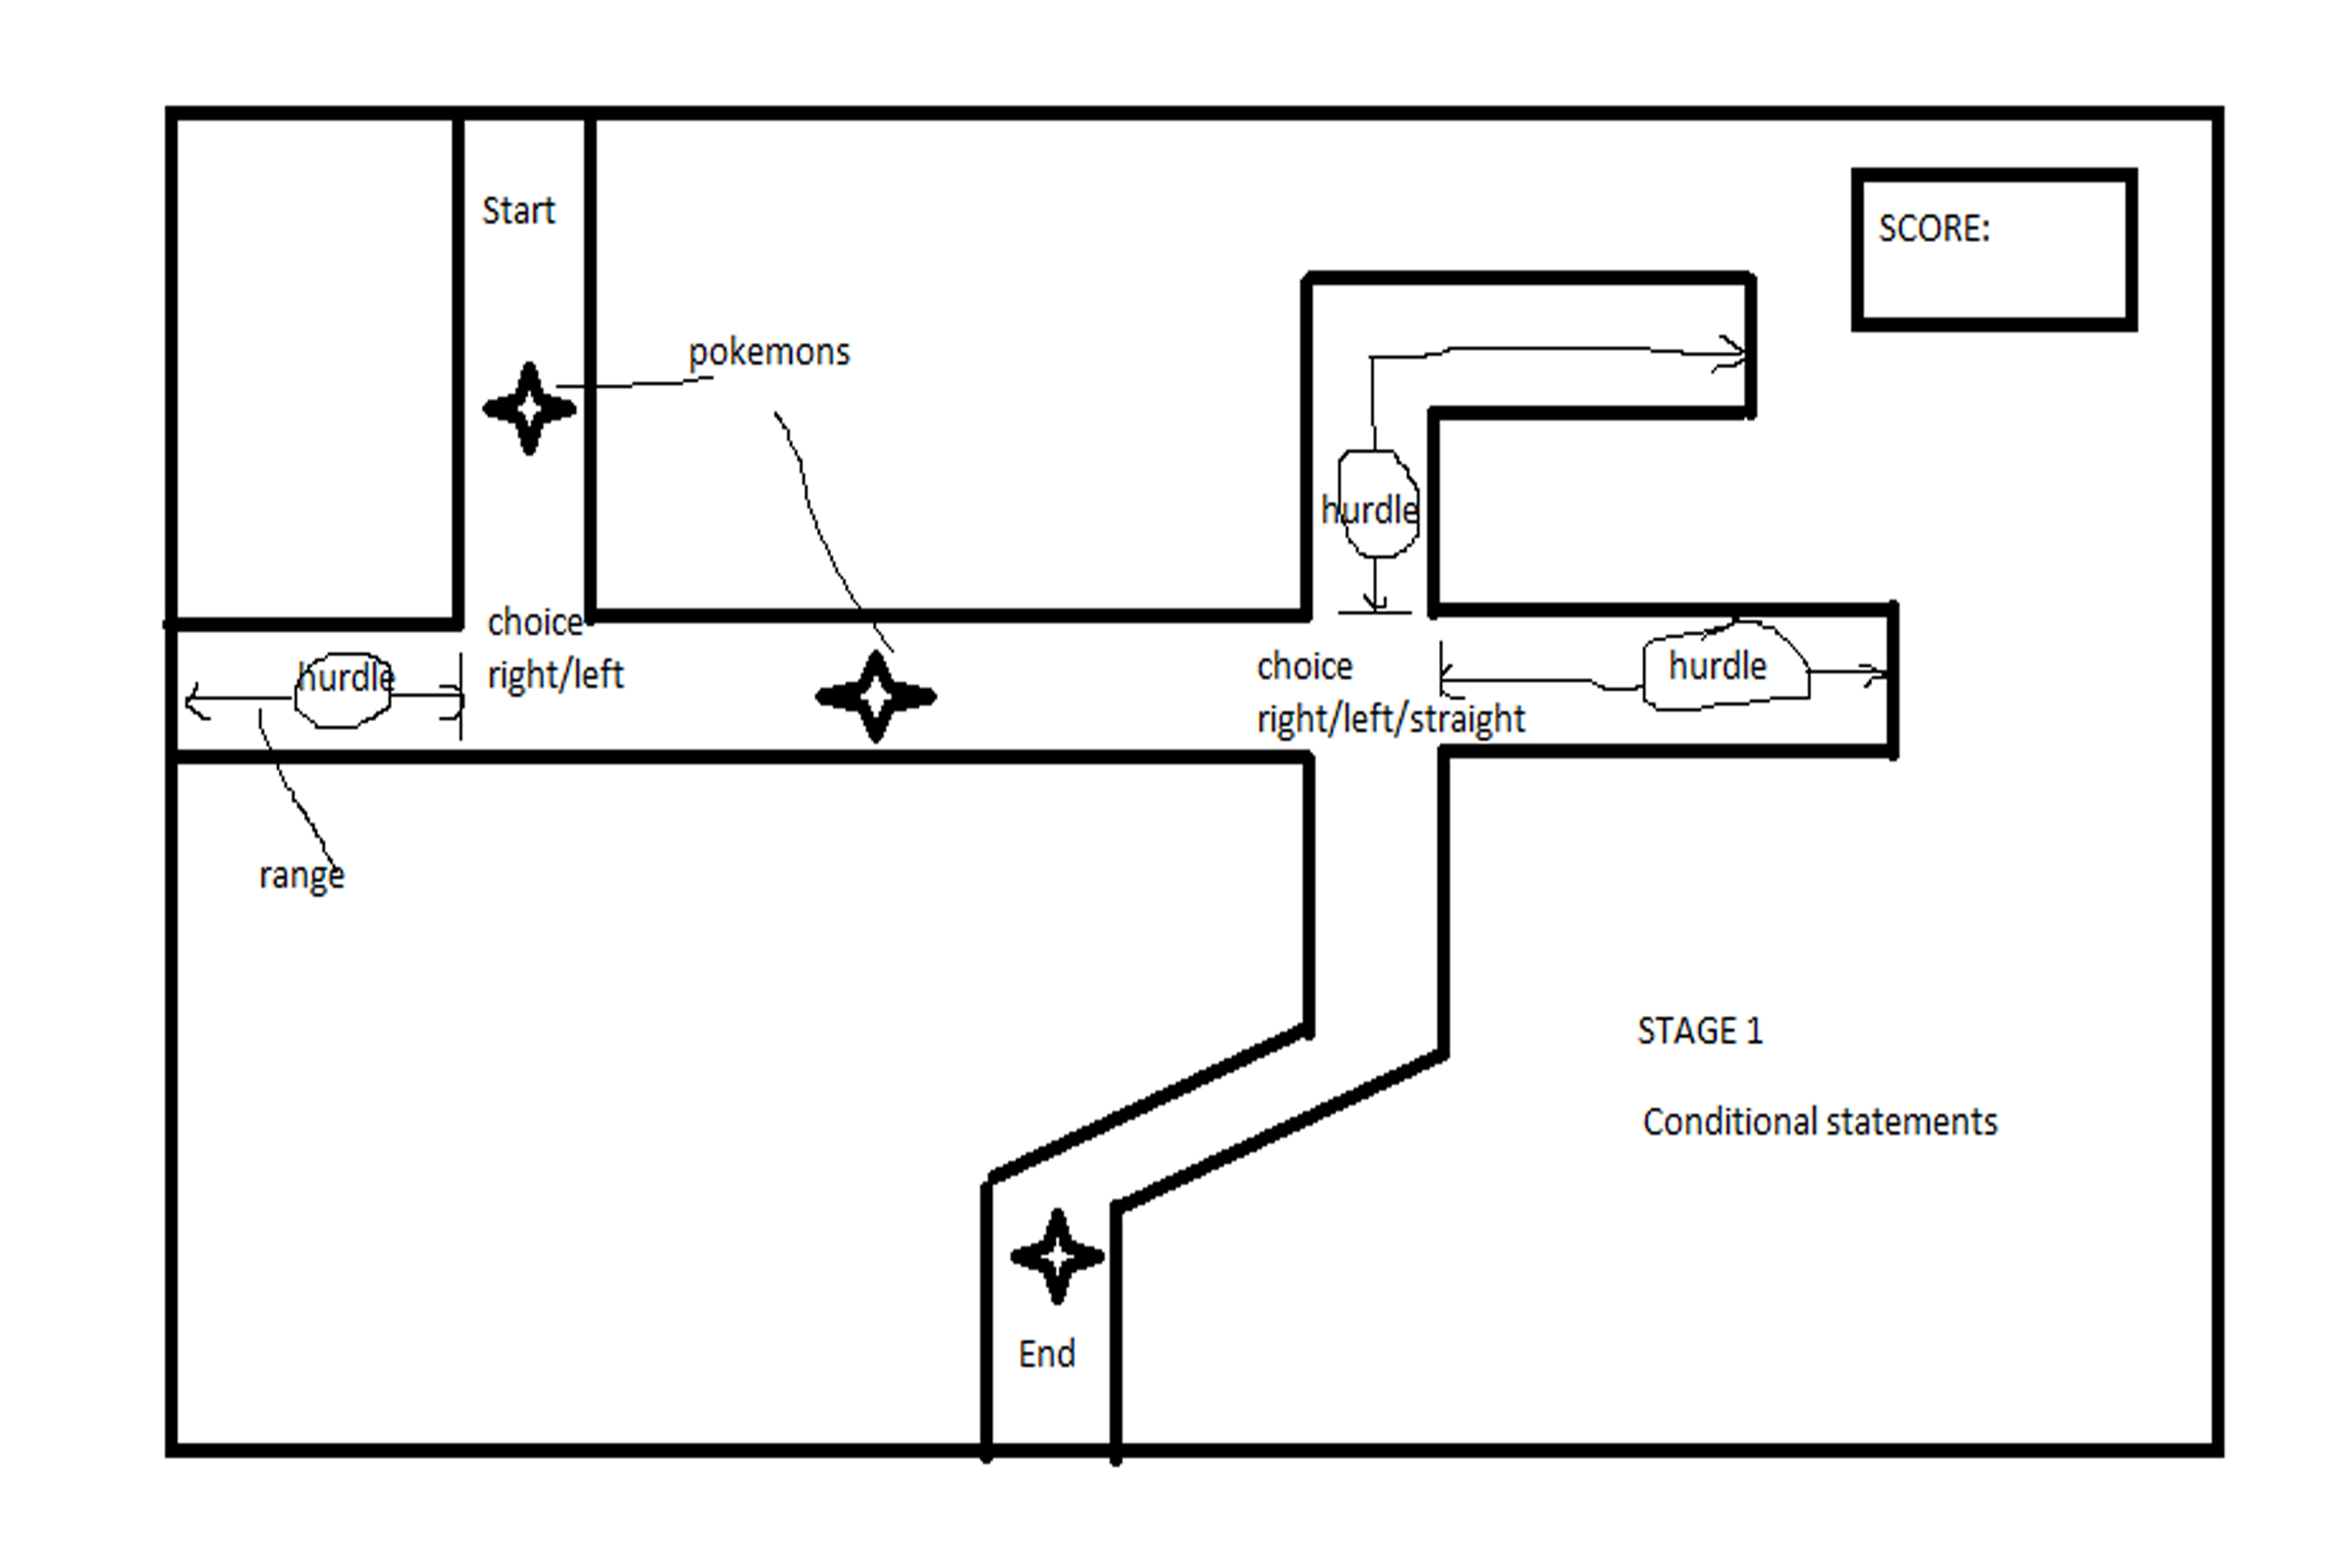 Start
SCORE:
pokemons
hurdle
choice
right/left
hurdle
choice
right/left/straight
hurdle
range
STAGE 1
Conditional statements
End